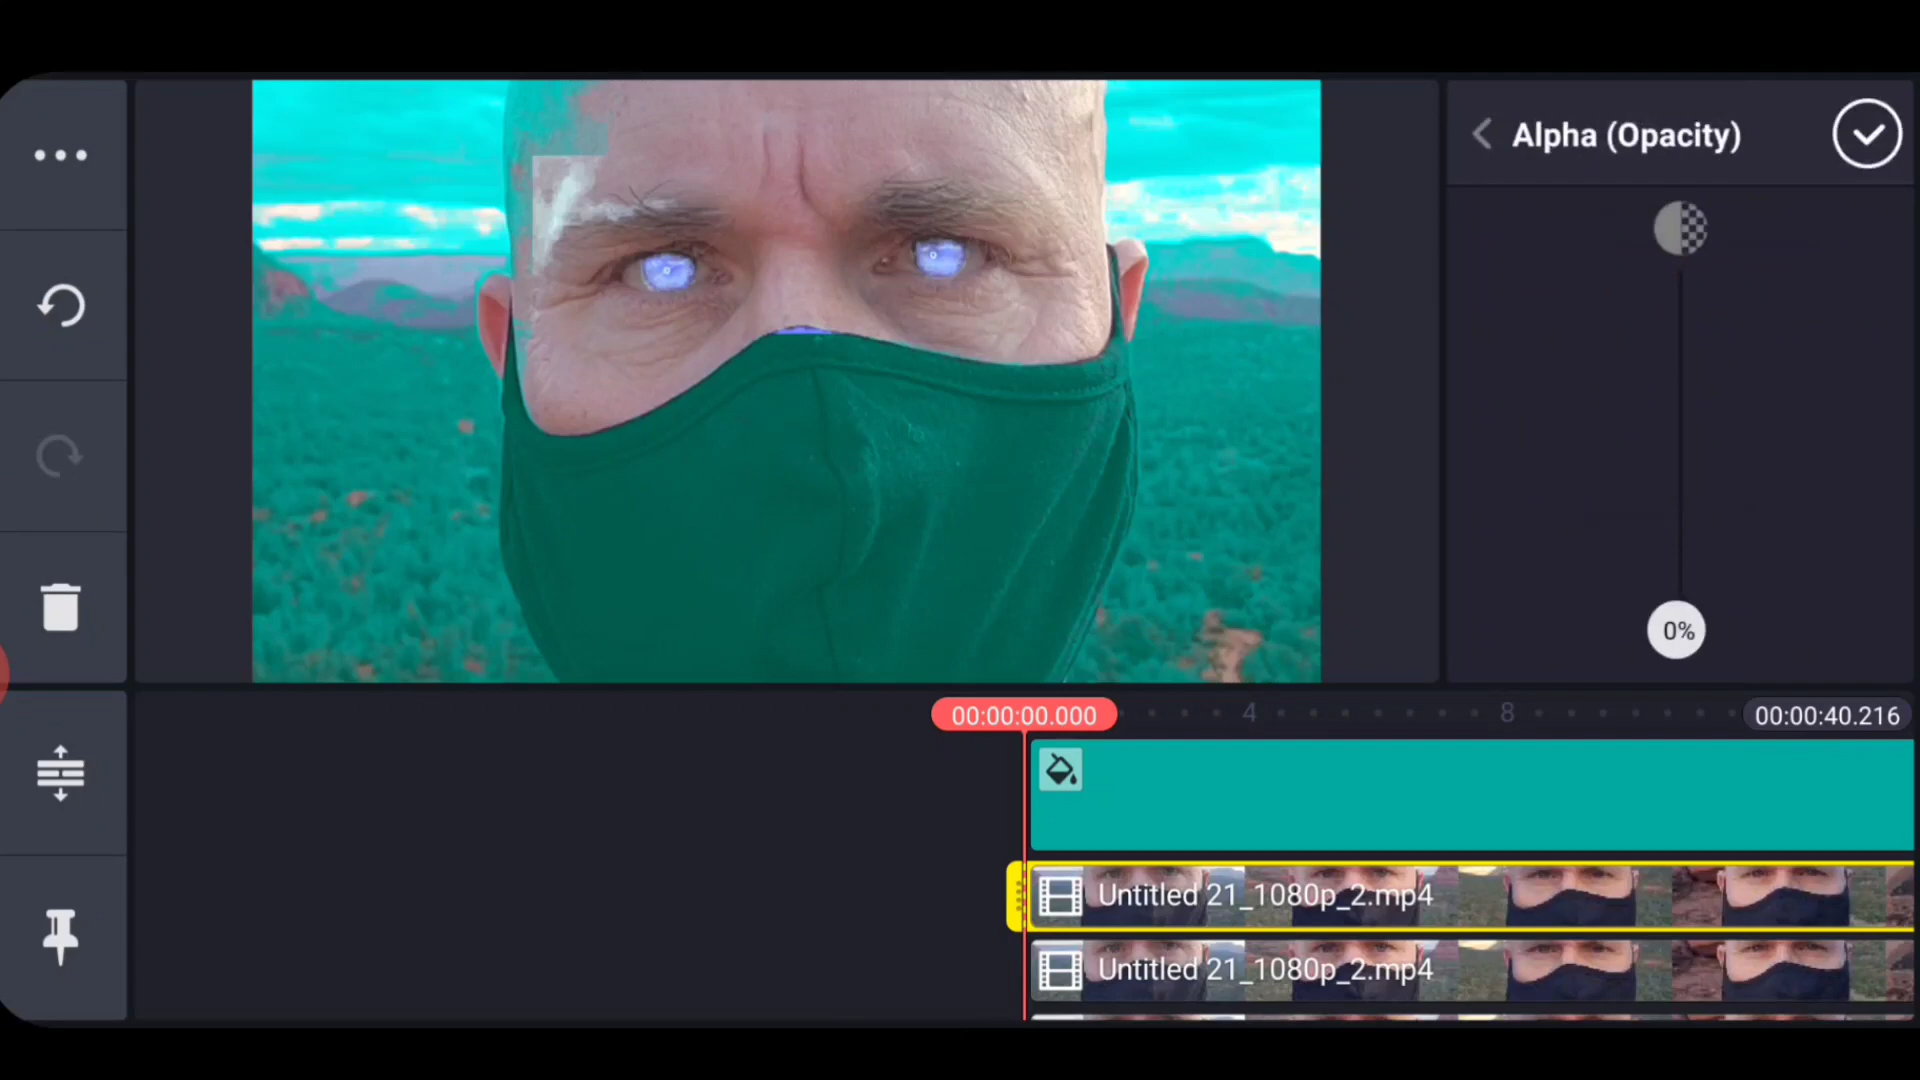 Alpha (Opacity)
0%
00:00:00.000
4
8
00:00:40.216
Untitled 21_1080p_2.mp4
Untitled 21_1080p_2.mp4